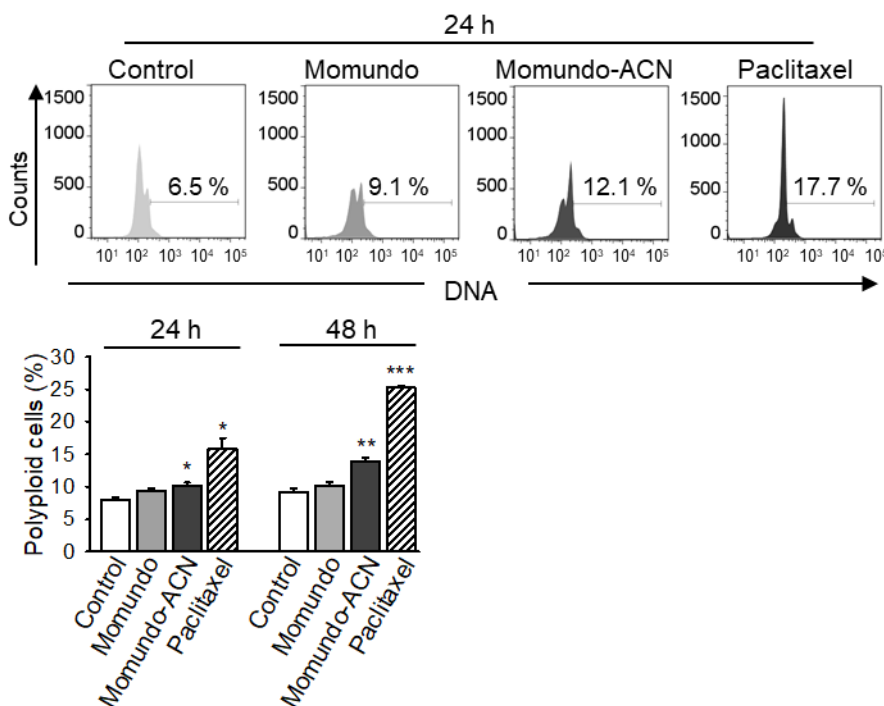 24 h
Control Momundo Momundo-ACN Paclitaxel
1500 1500 1500 1500
1000 1000 1000 1000
500 500 500 500
6.5 % 9.1 % 12.1 % 17.7 %
0 0 0 0
10¹ 10² 10³ 10⁴ 10⁵ 10¹ 10² 10³ 10⁴ 10⁵ 10¹ 10² 10³ 10⁴ 10⁵ 10¹ 10² 10³ 10⁴ 10⁵
Counts
DNA
24 h 48 h
Polyploid cells (%)
30
25
20
15
10
5
0
* * ** ***
Control Momundo Momundo-ACN Paclitaxel Control Momundo Momundo-ACN Paclitaxel